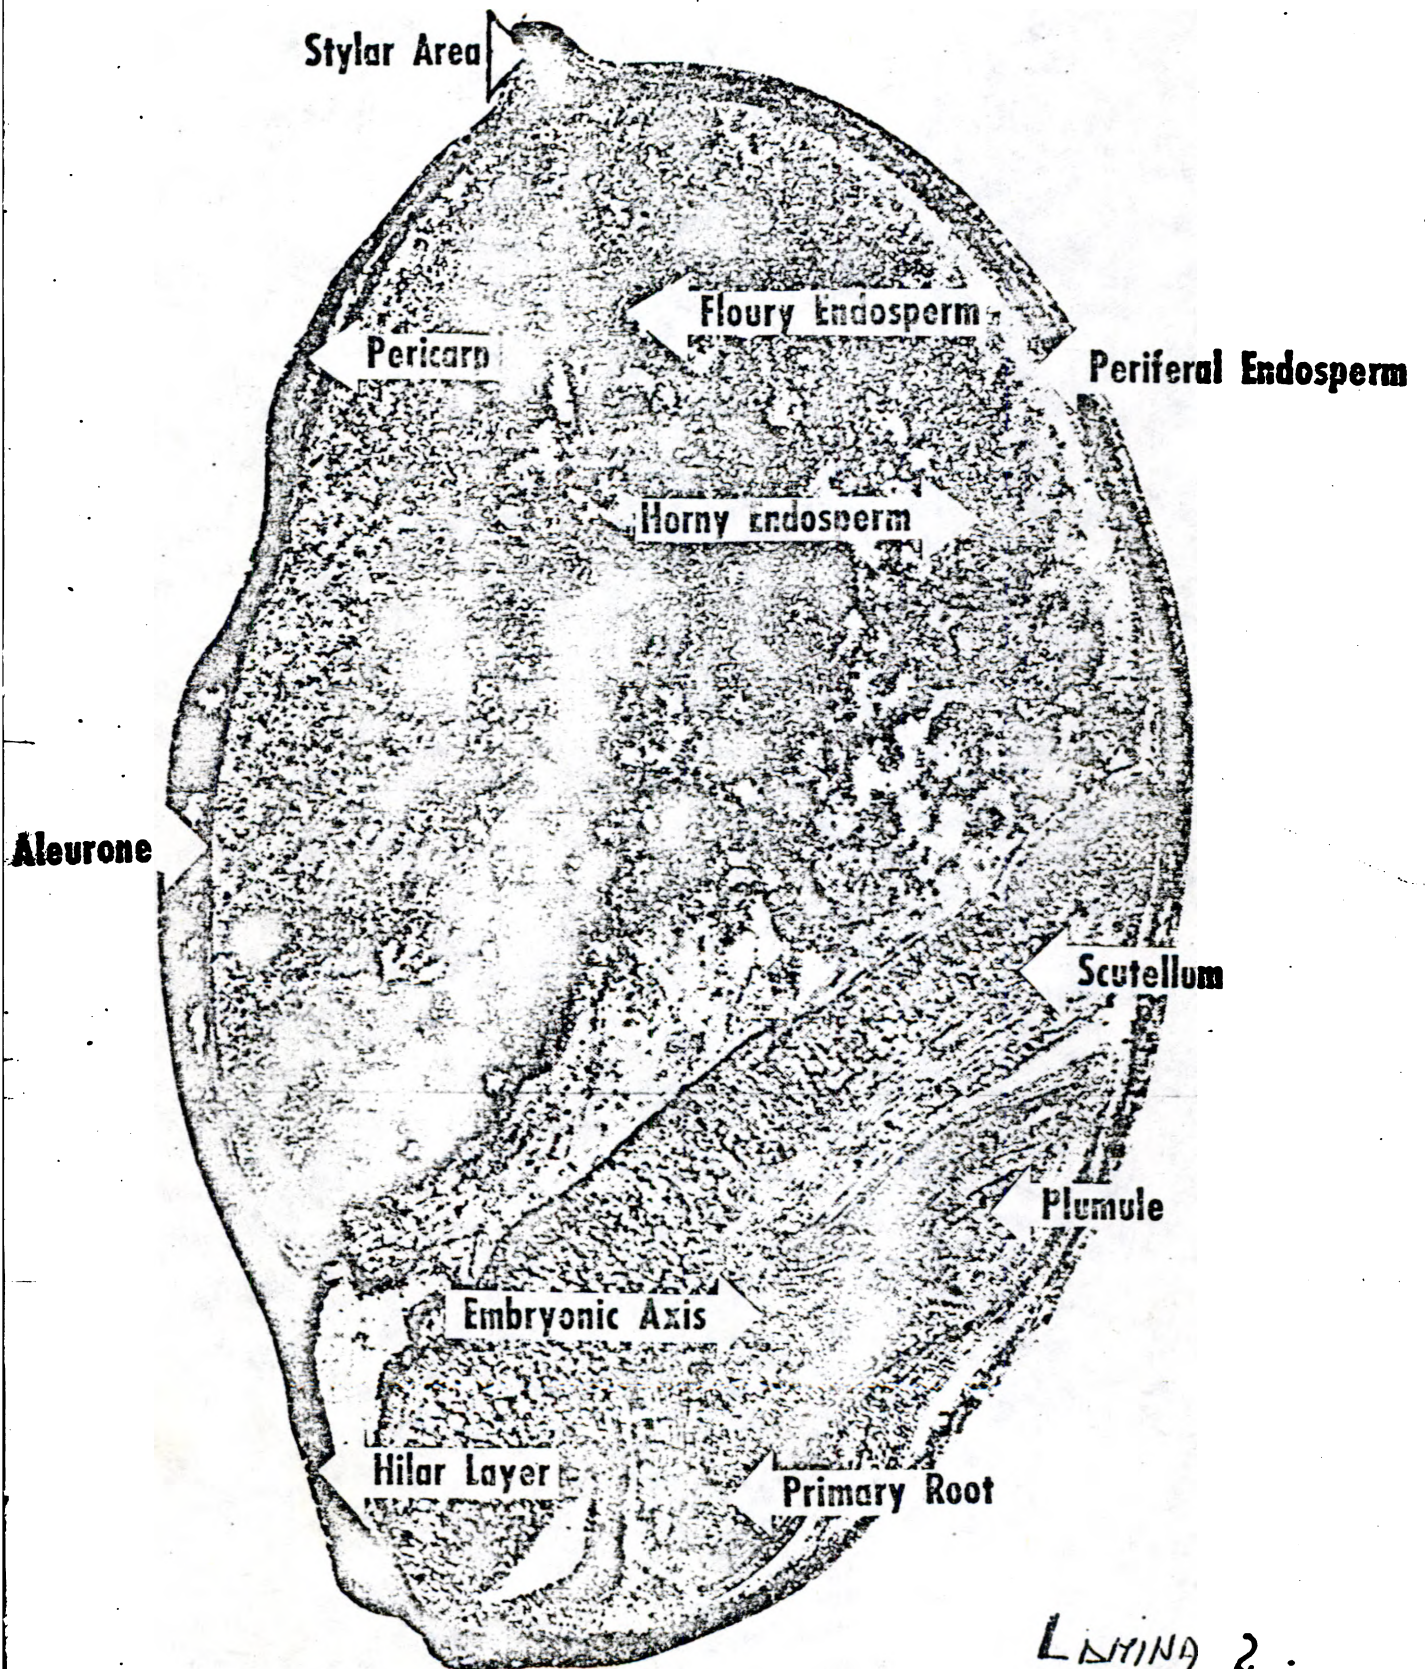 Stylar Area
Floury Endosperm
Pericarp
Periferal Endosperm
Horny Endosperm
Aleurone
Scutellum
Plumule
Embryonic Axis
Hilar Layer
Primary Root
LAMINA 2.